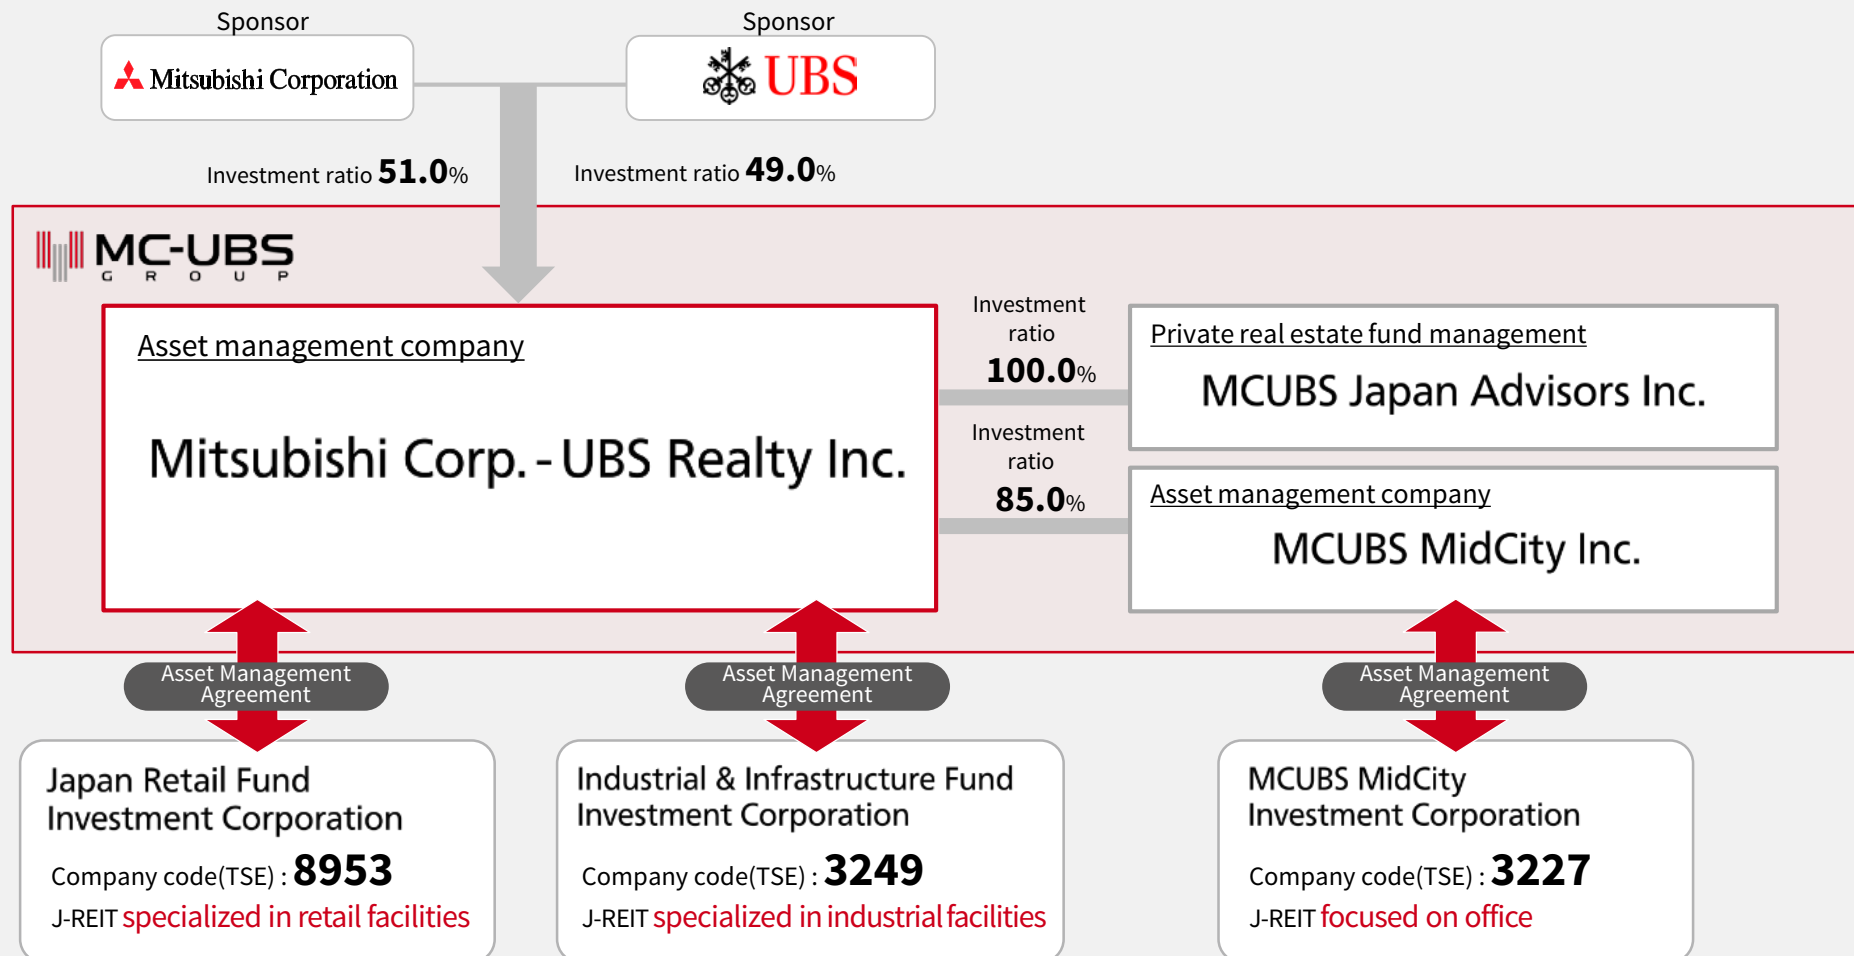 Sponsor
Mitsubishi Corporation
Sponsor
UBS
Investment ratio 51.0%
Investment ratio 49.0%
MC-UBS
GROUP
Asset management company
Mitsubishi Corp. - UBS Realty Inc.
Investment
ratio
100.0%
Investment
ratio
85.0%
Private real estate fund management
MCUBS Japan Advisors Inc.
Asset management company
MCUBS MidCity Inc.
Asset Management
Agreement
Asset Management
Agreement
Asset Management
Agreement
Japan Retail Fund
Investment Corporation
Company code(TSE) : 8953
J-REIT specialized in retail facilities
Industrial & Infrastructure Fund
Investment Corporation
Company code(TSE) : 3249
J-REIT specialized in industrial facilities
MCUBS MidCity
Investment Corporation
Company code(TSE) : 3227
J-REIT focused on office